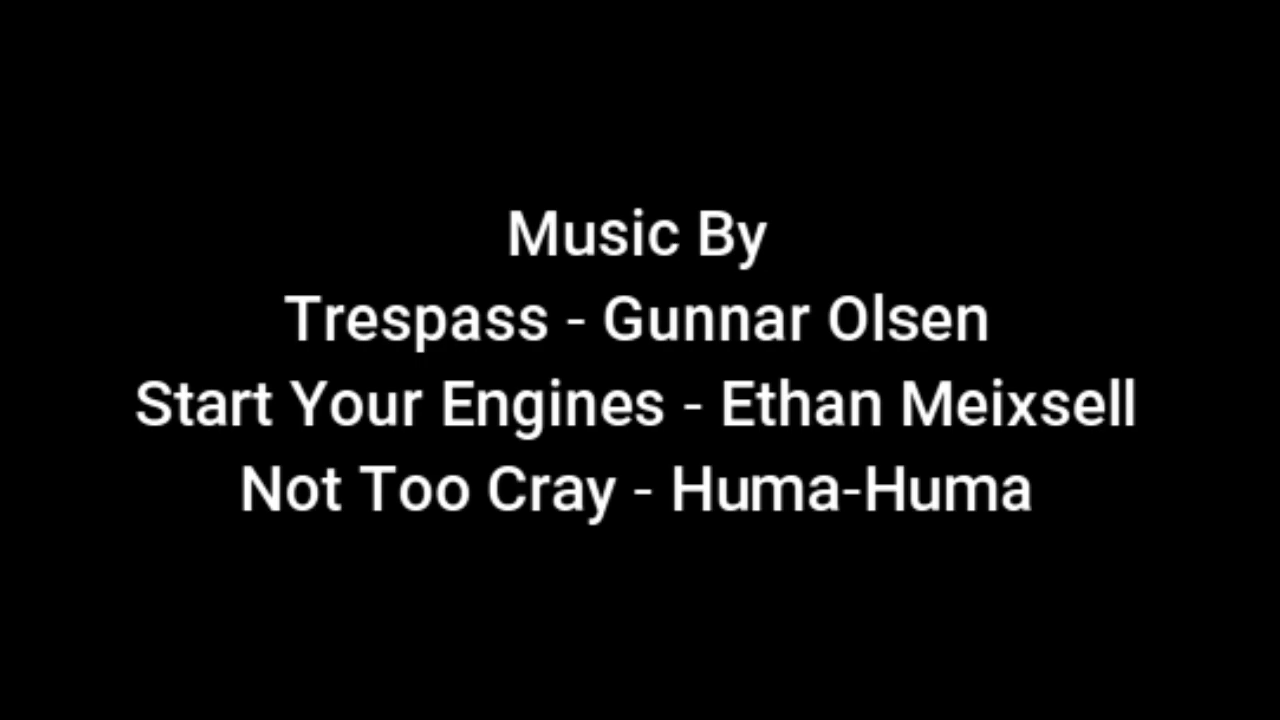 Music By
Trespass - Gunnar Olsen
Start Your Engines - Ethan Meixsell
Not Too Cray - Huma-Huma